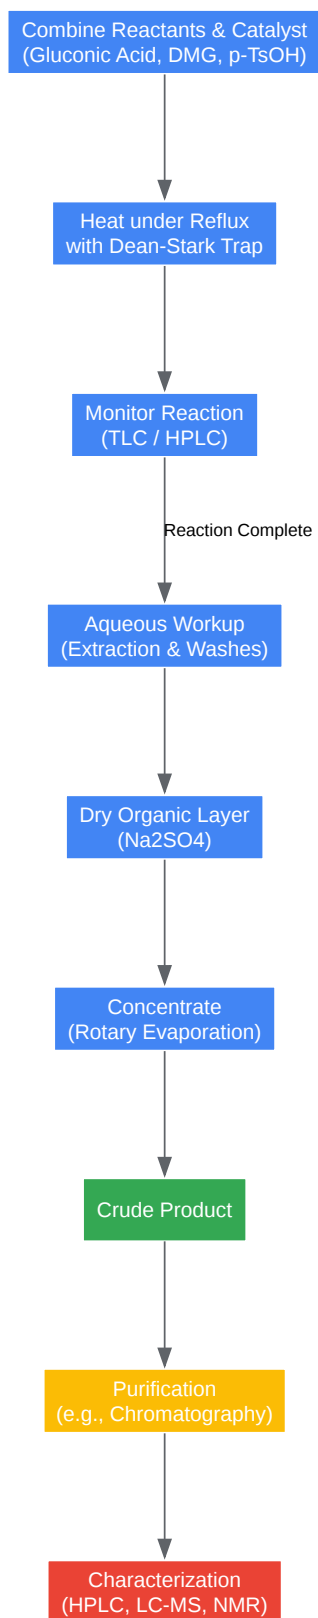 Combine Reactants & Catalyst
(Gluconic Acid, DMG, p-TsOH)
Heat under Reflux
with Dean-Stark Trap
Monitor Reaction
(TLC / HPLC)
Reaction Complete
Aqueous Workup
(Extraction & Washes)
Dry Organic Layer
(Na2SO4)
Concentrate
(Rotary Evaporation)
Crude Product
Purification
(e.g., Chromatography)
Characterization
(HPLC, LC-MS, NMR)